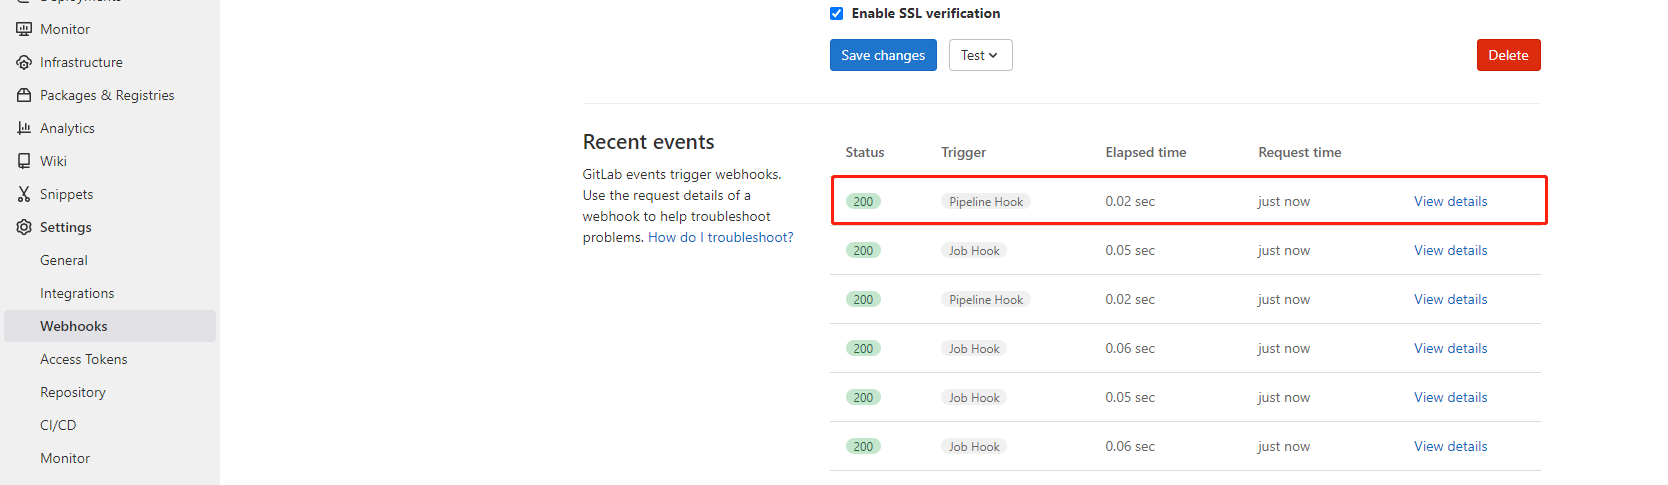 Deployments
Monitor
Infrastructure
Packages & Registries
Analytics
Wiki
Snippets
Settings
General
Integrations
Webhooks
Access Tokens
Repository
CI/CD
Monitor
Enable SSL verification
Save changes
Test
Delete
Recent events
GitLab events trigger webhooks.
Use the request details of a
webhook to help troubleshoot
problems. How do I troubleshoot?
Status Trigger Elapsed time Request time
200 Pipeline Hook 0.02 sec just now View details
200 Job Hook 0.05 sec just now View details
200 Pipeline Hook 0.02 sec just now View details
200 Job Hook 0.06 sec just now View details
200 Job Hook 0.05 sec just now View details
200 Job Hook 0.06 sec just now View details